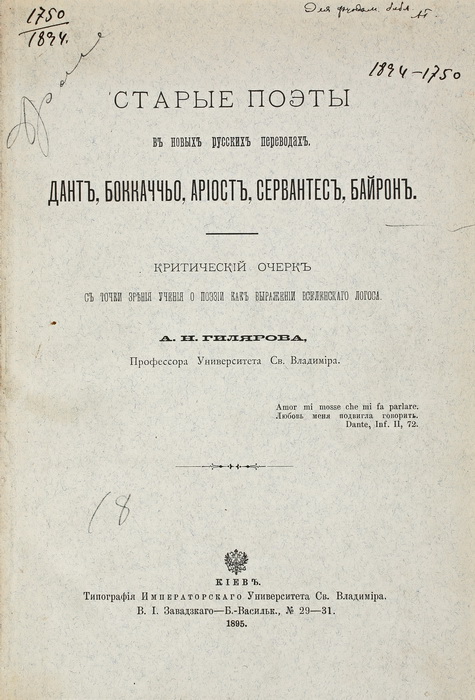 1750
1894.
1894-1750
СТАРЫЕ ПОЭТЫ
въ новыхъ русскихъ переводахъ.
ДАНТЪ, БОККАЧЧЬО, АРІОСТЪ, СЕРВАНТЕСЪ, БАЙРОНЪ.
КРИТИЧЕСКІЙ ОЧЕРКЪ
СЪ ТОЧКИ ЗРѢНІЯ УЧЕНІЯ О ПОЭЗІИ КАКЪ ВЫРАЖЕНІИ ВСЕЛЕНСКАГО ЛОГОСА.
А. Н. ГИЛЯРОВА,
Профессора Университета Св. Владиміра.
Amor mi mosse che mi fa parlare.
Любовь меня подвигла говорить.
Dante, Inf. II, 72.
18
КІЕВЪ.
Типографія Императорскаго Университета Св. Владиміра.
В. І. Завадзкаго—Б.-Васильк., № 29—31.
1895.